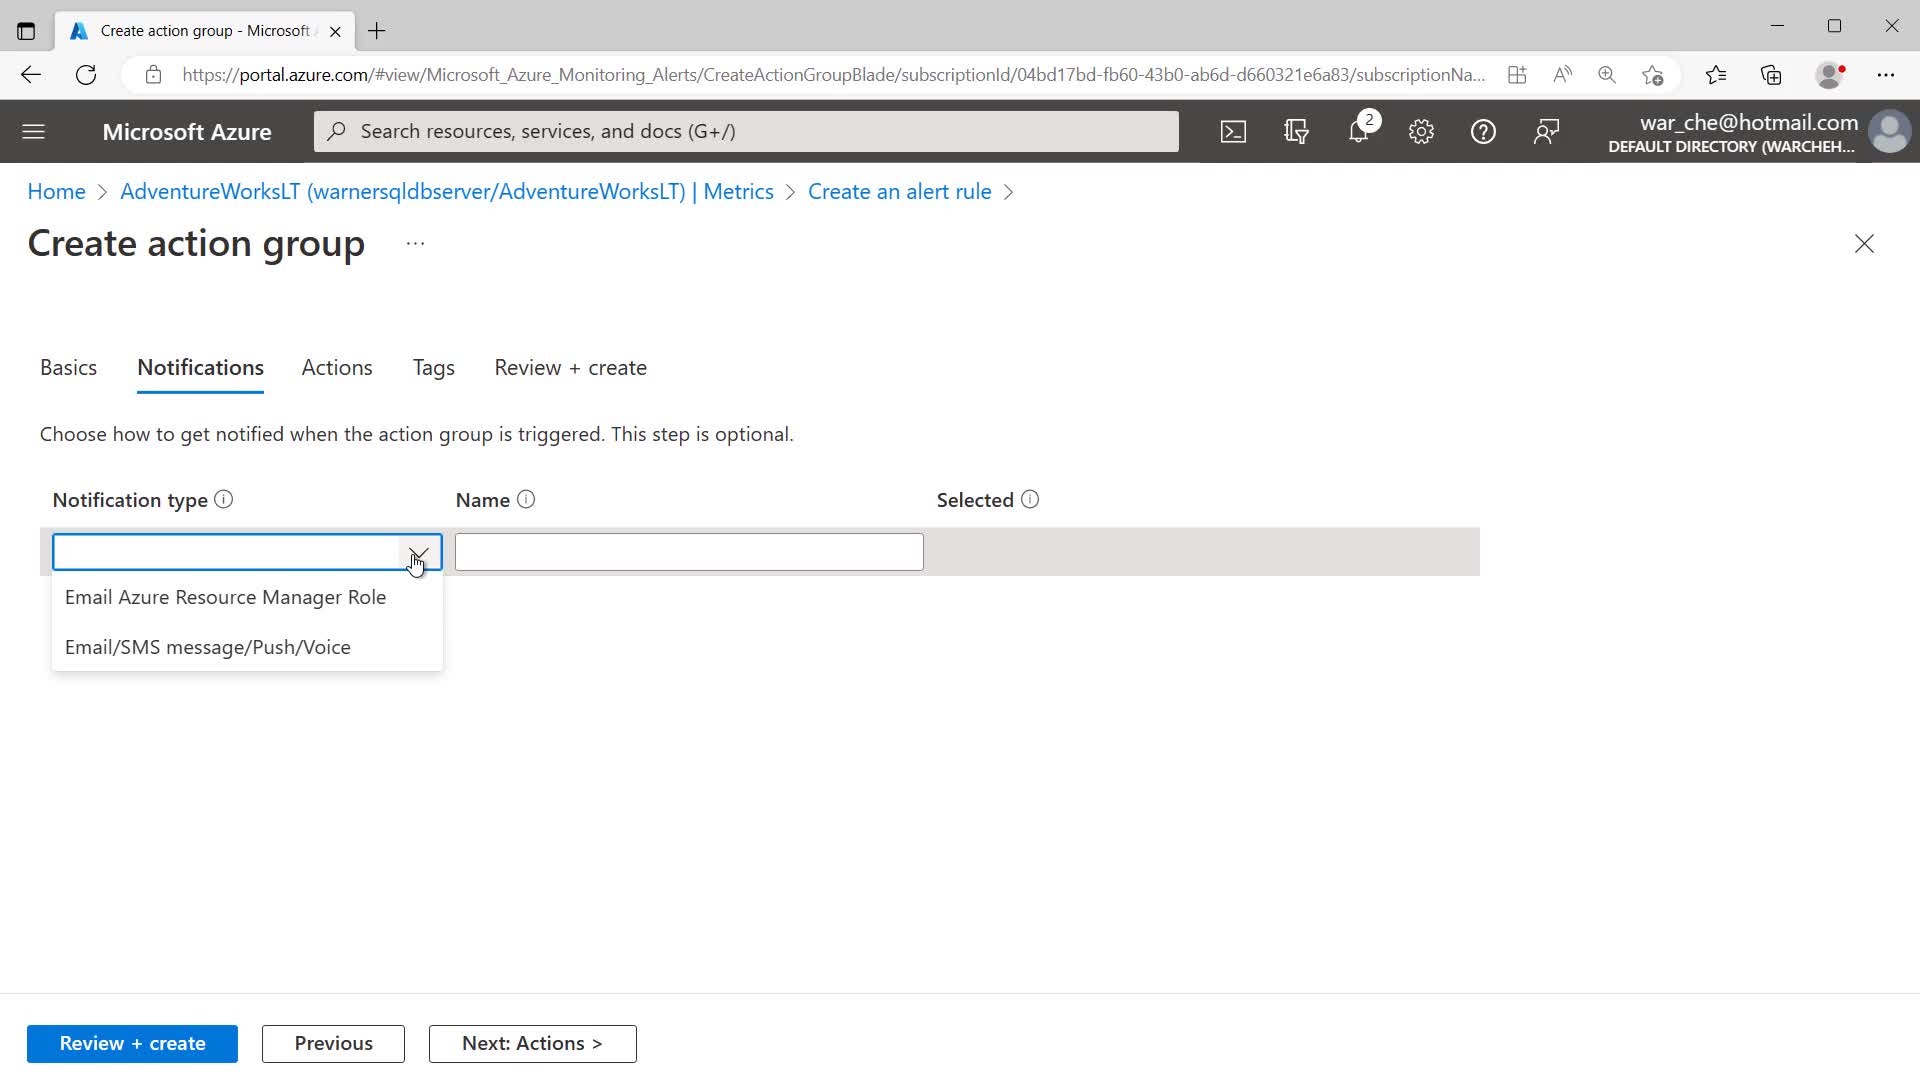 Create action group - Microsoft
https://portal.azure.com/#view/Microsoft_Azure_Monitoring_Alerts/CreateActionGroupBlade/subscriptionId/04bd17bd-fb60-43b0-ab6d-d660321e6a83/subscriptionNa...
Microsoft Azure
Search resources, services, and docs (G+/)
2
war_che@hotmail.com
DEFAULT DIRECTORY (WARCHEH...
Home > AdventureWorksLT (warnersqldbserver/AdventureWorksLT) | Metrics > Create an alert rule >
Create action group ...
Basics Notifications Actions Tags Review + create
Choose how to get notified when the action group is triggered. This step is optional.
Notification type Name Selected
Email Azure Resource Manager Role
Email/SMS message/Push/Voice
Review + create Previous Next: Actions >